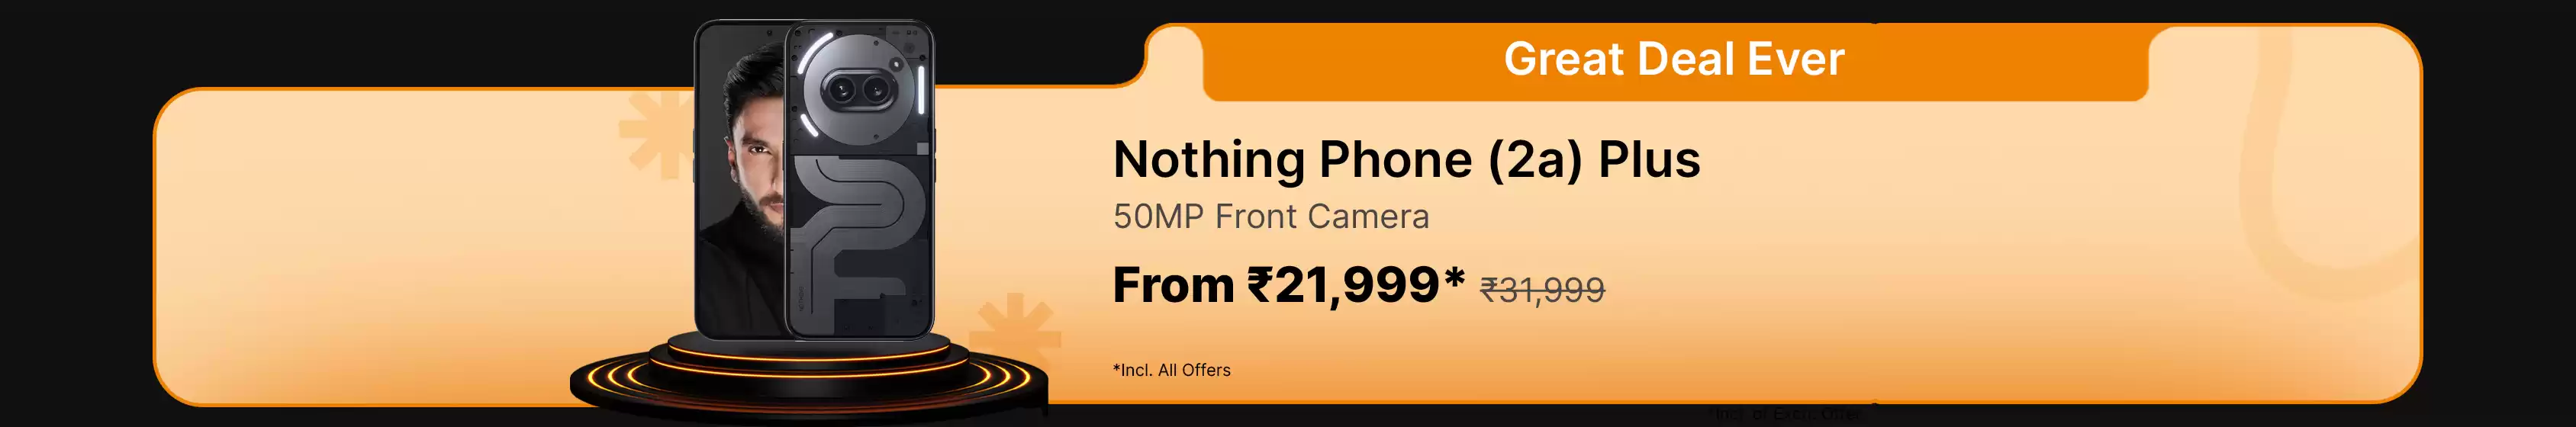 Great Deal Ever
Nothing Phone (2a) Plus
50MP Front Camera
From ₹21,999* ₹31,999
*Incl. All Offers